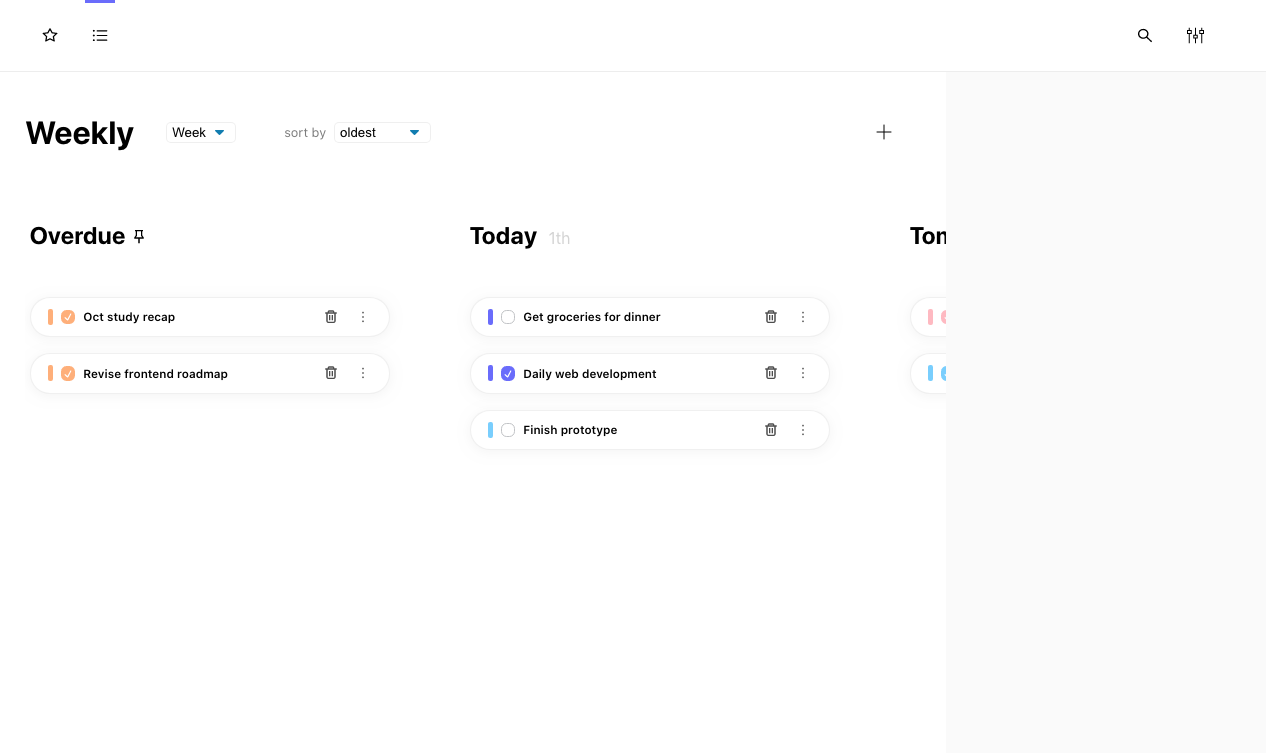 Weekly
Week
sort by oldest
Overdue
Oct study recap
Revise frontend roadmap
Today 1th
Get groceries for dinner
Daily web development
Finish prototype